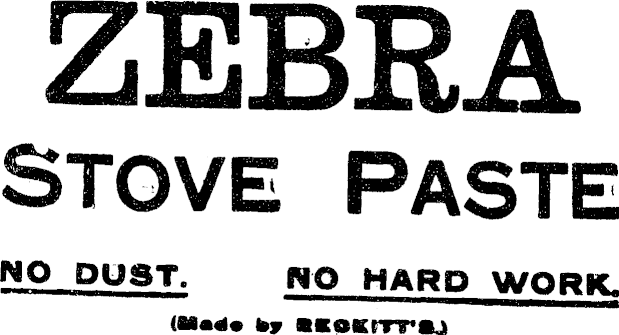 ZEBRA
STOVE PASTE
NO DUST. NO HARD WORK.
(Made by RECKITT'S.)